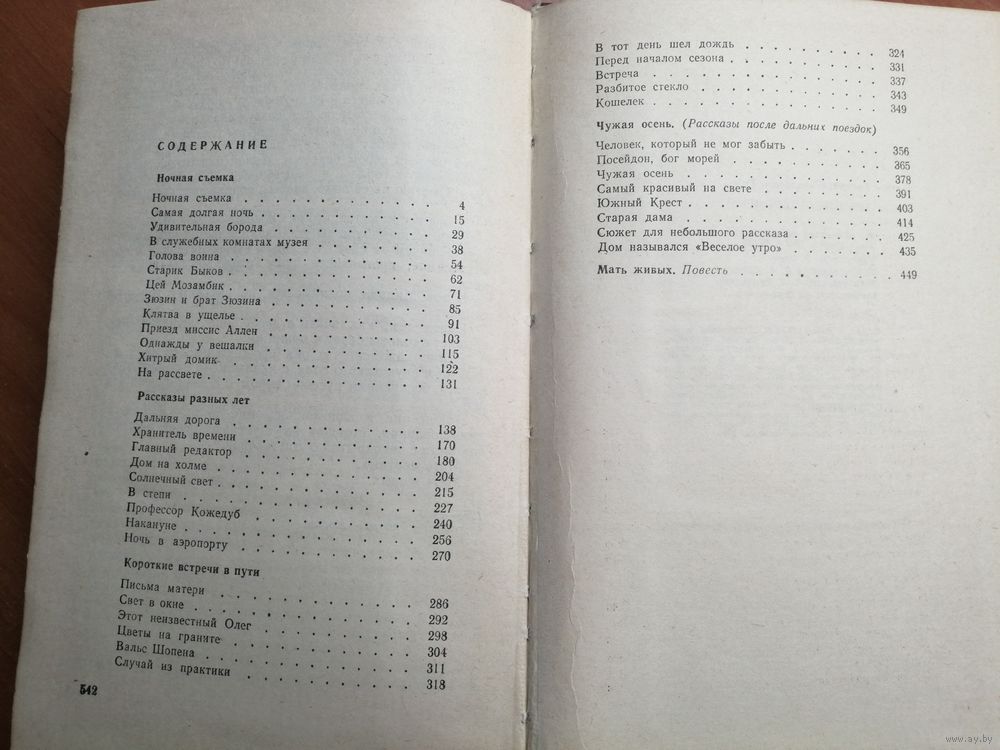 СОДЕРЖАНИЕ
Ночная съемка
Ночная съемка . . . . . . . . . . . . 4
Самая долгая ночь . . . . . . . . . . . . 15
Удивительная борода . . . . . . . . . . . . 29
В служебных комнатах музея . . . . . . . . . . 38
Голова воина . . . . . . . . . . . . 54
Старик Быков . . . . . . . . . . . . 62
Цей Мозамбик . . . . . . . . . . . . 71
Зюзин и брат Зюзина . . . . . . . . . . . . 85
Клятва в ущелье . . . . . . . . . . . . 91
Приезд миссис Аллен . . . . . . . . . . . . 103
Однажды у вешалки . . . . . . . . . . . . 115
Хитрый домик . . . . . . . . . . . . 122
На рассвете . . . . . . . . . . . . 131
Рассказы разных лет
Дальняя дорога . . . . . . . . . . . . 138
Хранитель времени . . . . . . . . . . . . 170
Главный редактор . . . . . . . . . . . . 180
Дом на холме . . . . . . . . . . . . 204
Солнечный свет . . . . . . . . . . . . 215
В степи . . . . . . . . . . . . 227
Профессор Кожедуб . . . . . . . . . . . . 240
Накануне . . . . . . . . . . . . 256
Ночь в аэропорту . . . . . . . . . . . . 270
Короткие встречи в пути
Письма матери . . . . . . . . . . . . 286
Свет в окне . . . . . . . . . . . . 292
Этот неизвестный Олег . . . . . . . . . . . . 298
Цветы на граните . . . . . . . . . . . . 304
Вальс Шопена . . . . . . . . . . . . 311
Случай из практики . . . . . . . . . . . . 318
542
В тот день шел дождь . . . . . . . . . . 324
Перед началом сезона . . . . . . . . . . 331
Встреча . . . . . . . . . . . . 337
Разбитое стекло . . . . . . . . . . . . 343
Кошелек . . . . . . . . . . . . 349
Чужая осень. (Рассказы после дальних поездок)
Человек, который не мог забыть . . . . . . . 356
Посейдон, бог морей . . . . . . . . . . 365
Чужая осень . . . . . . . . . . . . 378
Самый красивый на свете . . . . . . . . . 391
Южный Крест . . . . . . . . . . . . 403
Старая дама . . . . . . . . . . . . 414
Сюжет для небольшого рассказа . . . . . . . 425
Дом назывался «Веселое утро» . . . . . . . 435
Мать живых. Повесть . . . . . . . . . . 449
www.ay.by